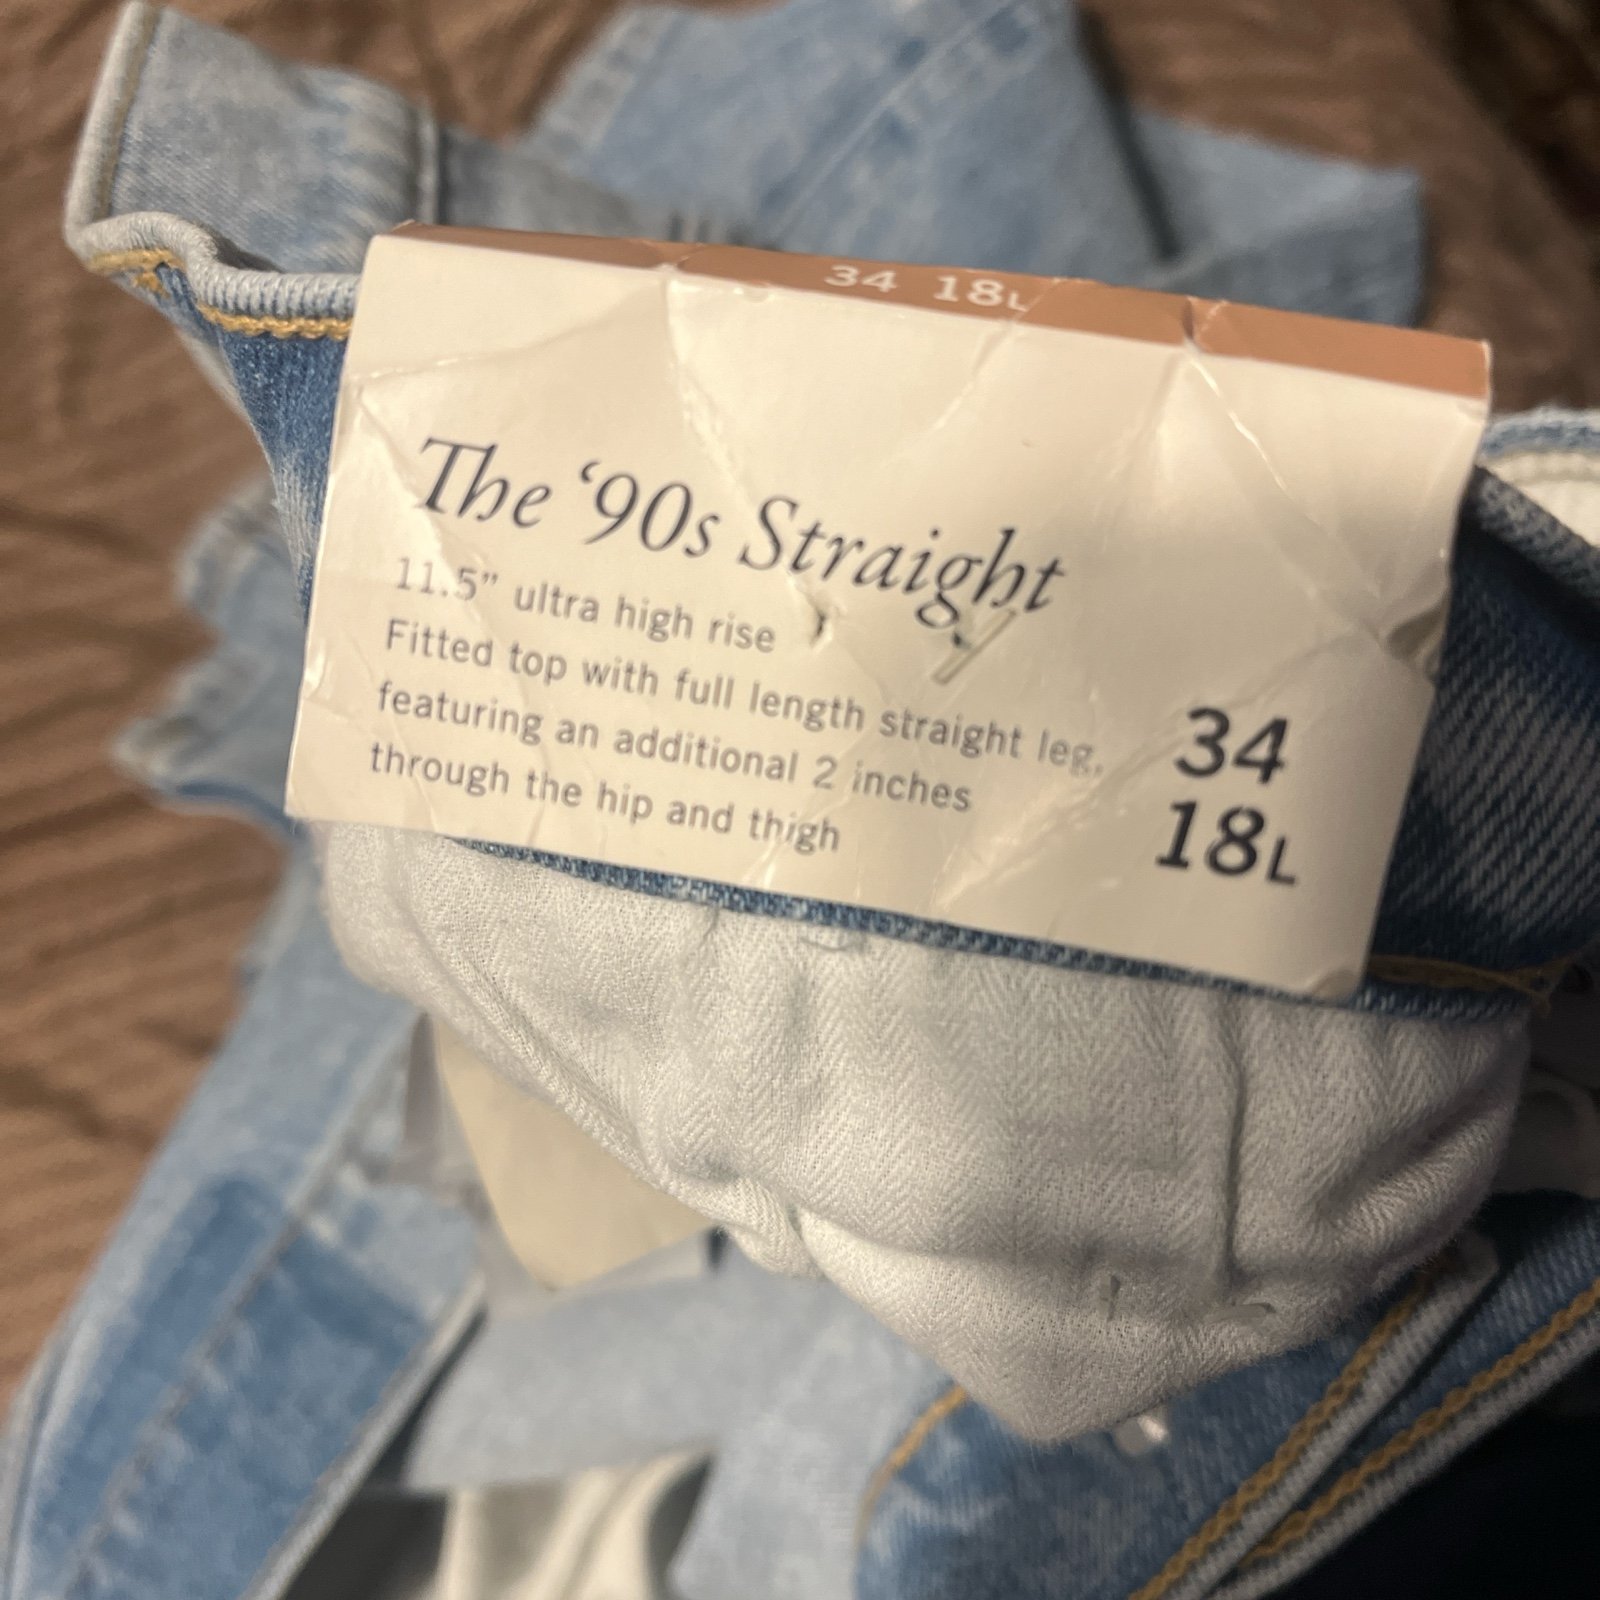 34 18L
The ‘90s Straight
11.5” ultra high rise
Fitted top with full length straight leg,
featuring an additional 2 inches
through the hip and thigh
34
18L